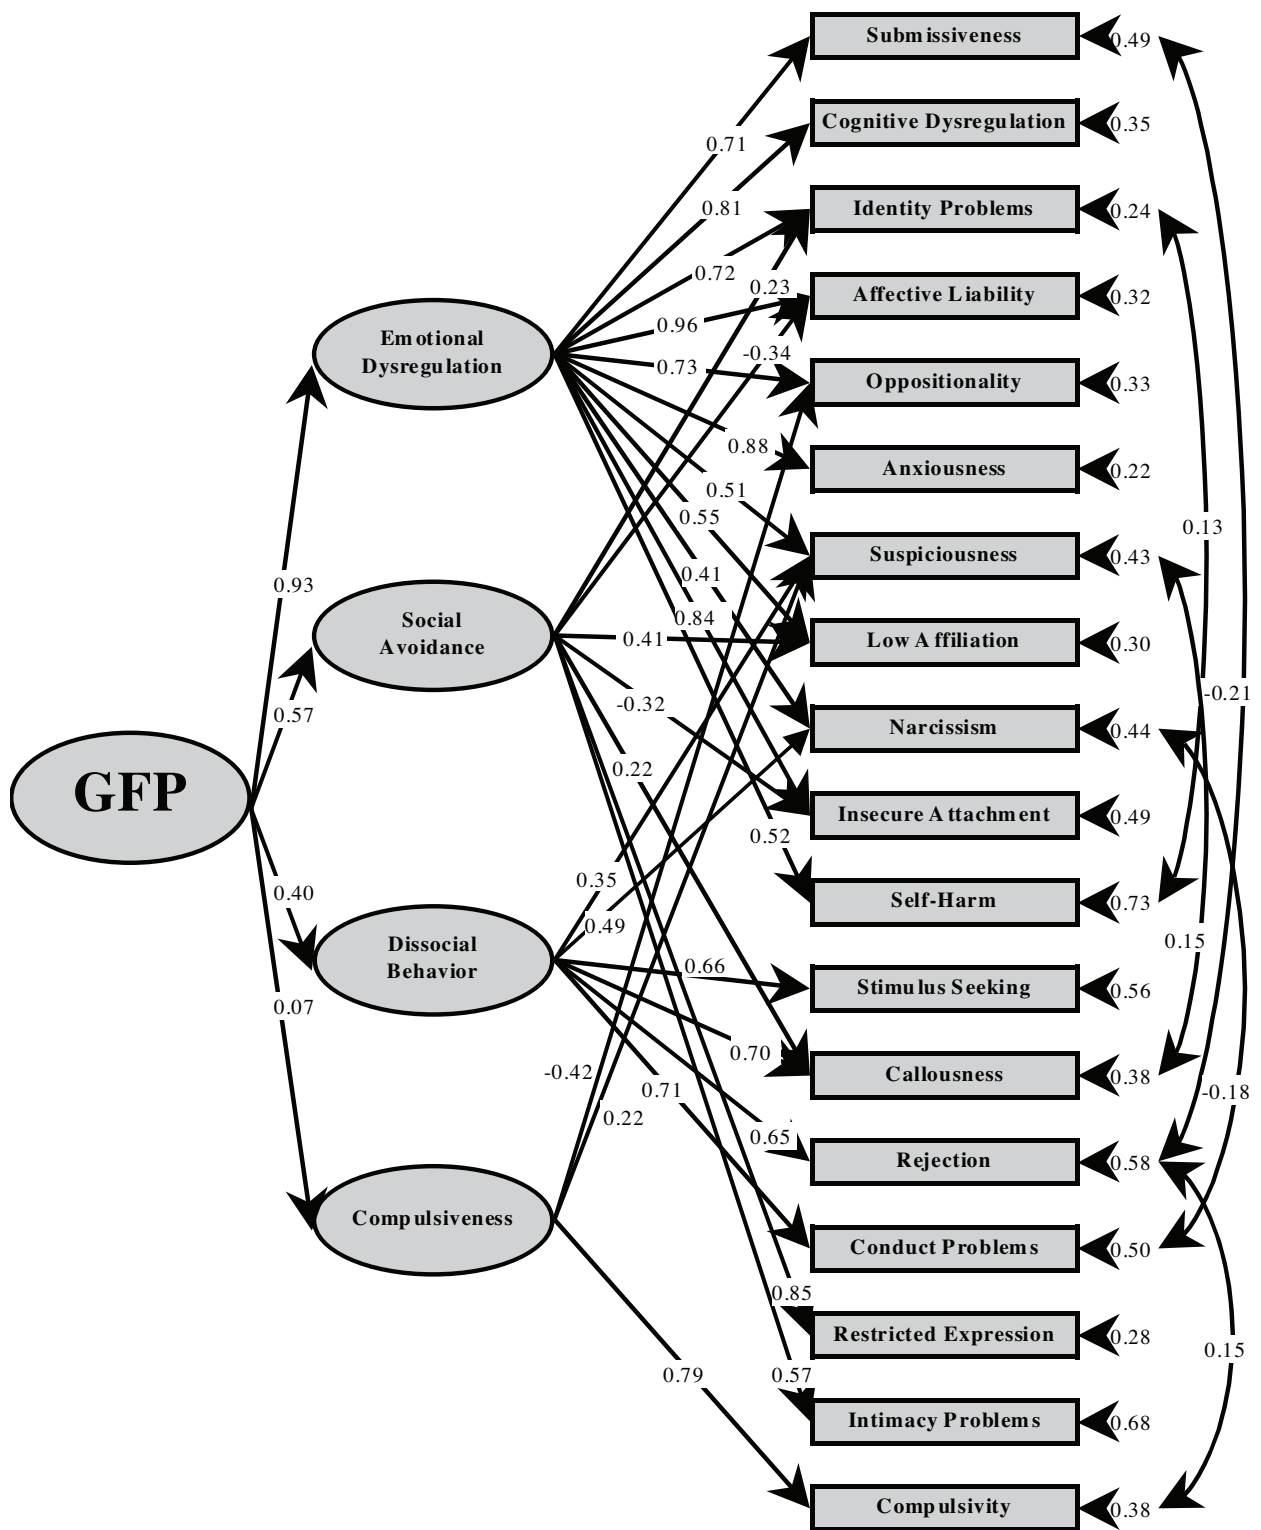 Submissiveness
0.49
Cognitive Dysregulation
0.35
0.71
Identity Problems
0.24
0.81
0.72
0.23
Affective Liability
0.32
0.96
Emotional
Dysregulation
-0.34
0.73
Oppositionality
0.33
0.88
Anxiousness
0.22
0.51
0.55
0.13
Suspiciousness
0.43
0.93
0.41
0.84
Social
Avoidance
0.41
Low Affiliation
0.30
-0.32
-0.21
0.57
Narcissism
0.44
0.22
GFP
Insecure Attachment
0.49
0.52
0.35
0.40
Self-Harm
0.73
0.49
Dissocial
Behavior
0.15
0.66
Stimulus Seeking
0.56
0.07
0.70
-0.42
Callousness
0.38
0.71
-0.18
0.22
0.65
Rejection
0.58
Compulsiveness
Conduct Problems
0.50
0.85
Restricted Expression
0.28
0.15
0.79
0.57
Intimacy Problems
0.68
Compulsivity
0.38